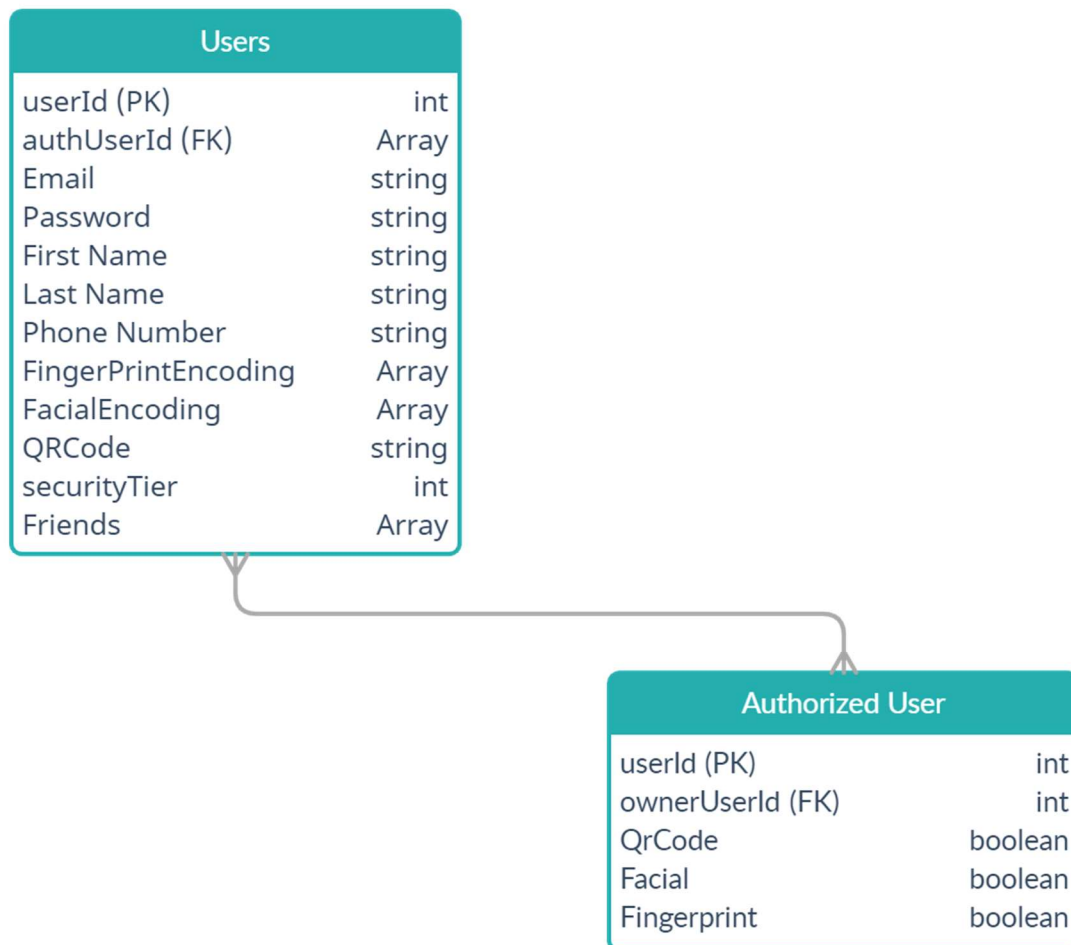 Users
userId (PK) int
authUserId (FK) Array
Email string
Password string
First Name string
Last Name string
Phone Number string
FingerPrintEncoding Array
FacialEncoding Array
QRCode string
securityTier int
Friends Array
Authorized User
userId (PK) int
ownerUserId (FK) int
QrCode boolean
Facial boolean
Fingerprint boolean